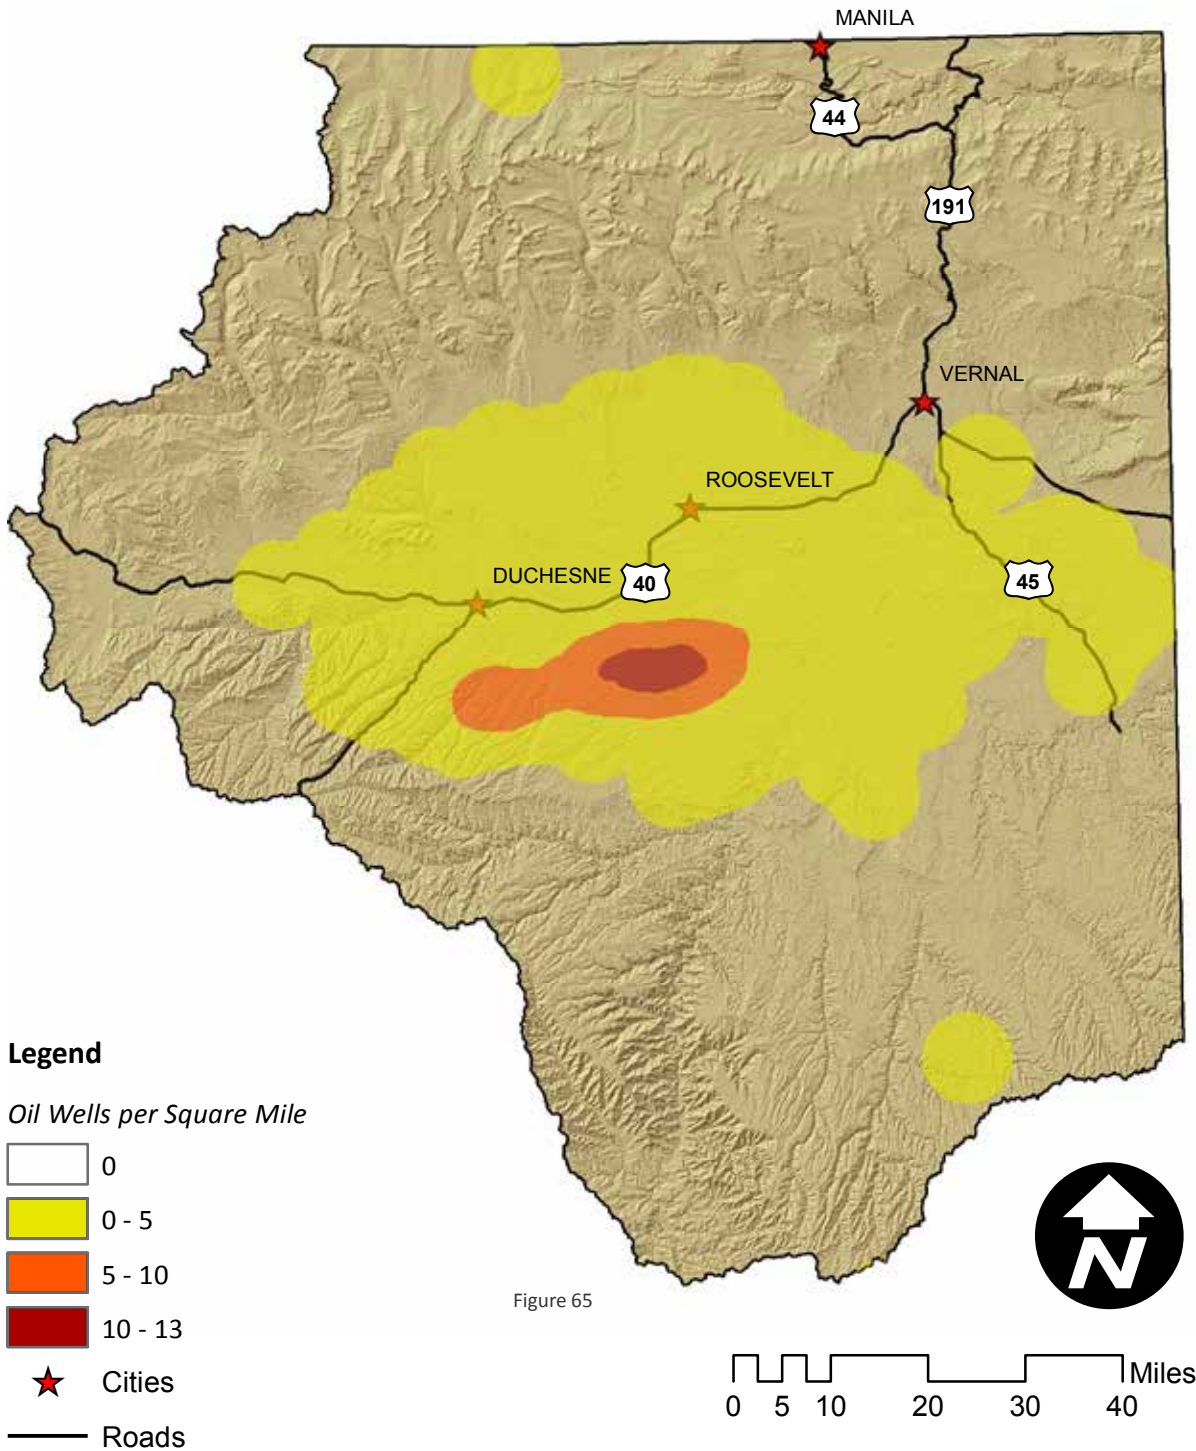 MANILA
44
191
VERNAL
ROOSEVELT
DUCHESNE
40
45
Legend
Oil Wells per Square Mile
0
0 - 5
5 - 10
10 - 13
Cities
Roads
Figure 65
N
Miles
0 5 10 20 30 40